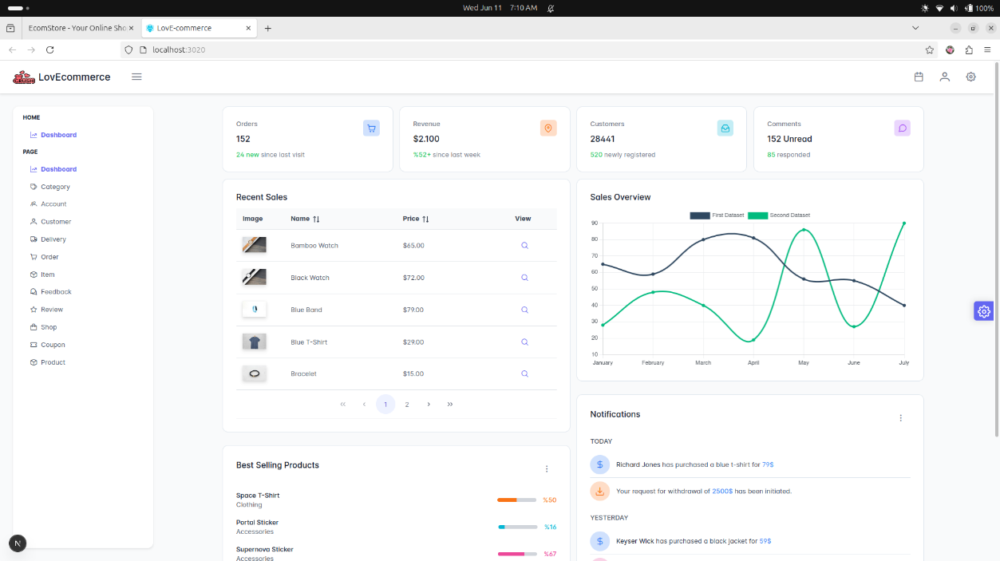 Wed Jun 11 7:10 AM
100%
EcomStore - Your Online Sho
LovE-commerce
localhost:3020
CRUSH
LovEcommerce
HOME
Dashboard
PAGE
Dashboard
Category
Account
Customer
Delivery
Order
Item
Feedback
Review
Shop
Coupon
Product
N
Orders
152
24 new since last visit
Revenue
$2.100
%52+ since last week
Customers
28441
520 newly registered
Comments
152 Unread
85 responded
Recent Sales
Image Name Price View
Bamboo Watch $65.00
Black Watch $72.00
Blue Band $79.00
Blue T-Shirt $29.00
Bracelet $15.00
1 2
Best Selling Products
Space T-Shirt
Clothing
%50
Portal Sticker
Accessories
%16
Supernova Sticker
Accessories
%67
Sales Overview
First Dataset Second Dataset
90
80
70
60
50
40
30
20
10
January February March April May June July
Notifications
TODAY
Richard Jones has purchased a blue t-shirt for 79$
Your request for withdrawal of 2500$ has been initiated.
YESTERDAY
Keyser Wick has purchased a black jacket for 59$